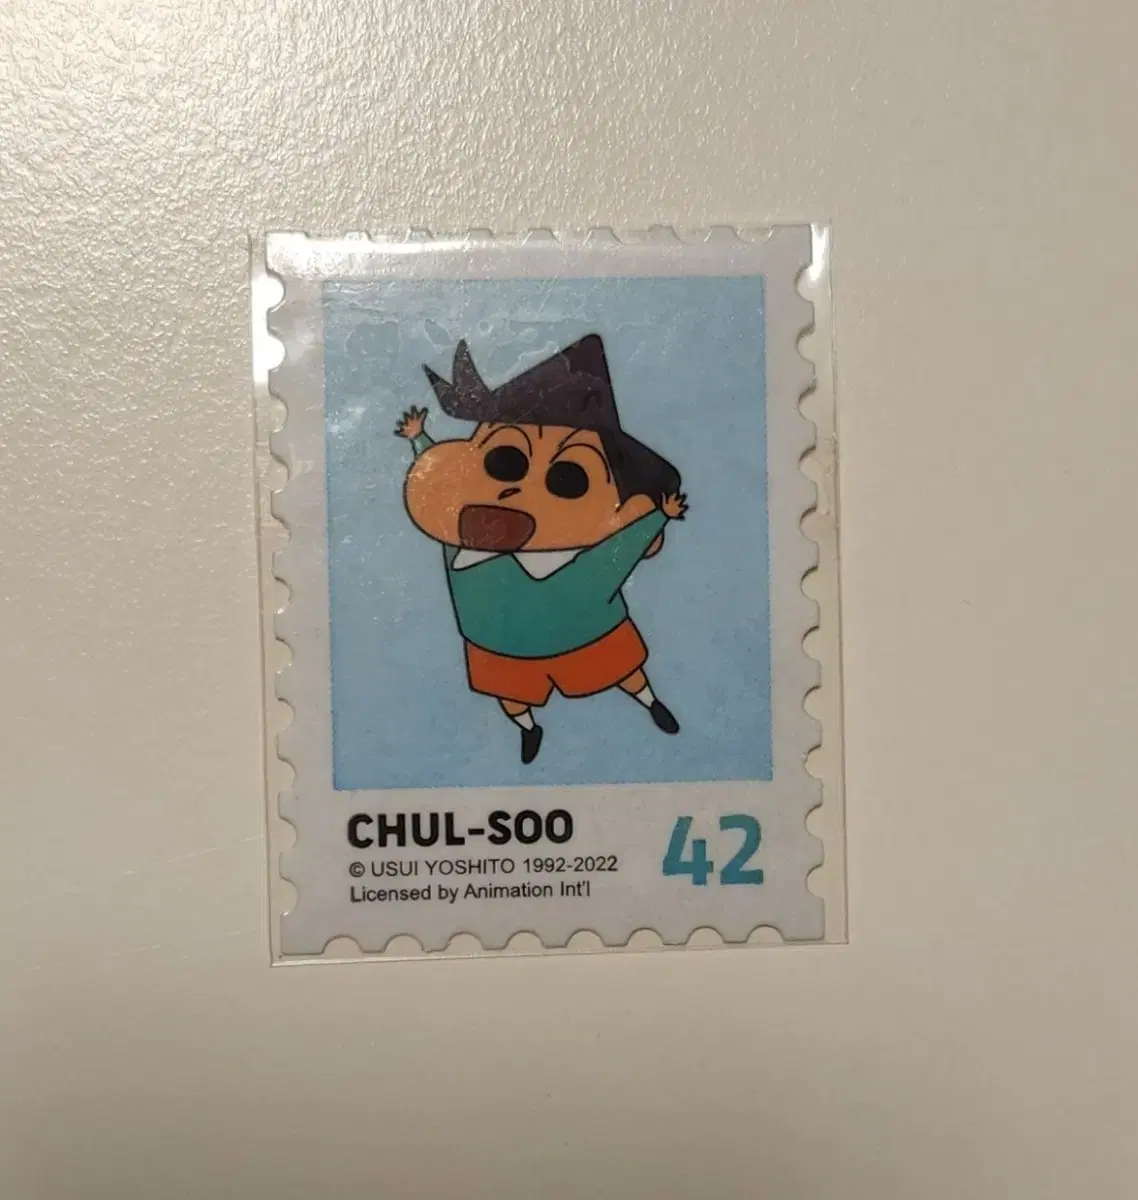 CHUL-SOO
42
© USUI YOSHITO 1992-2022
Licensed by Animation Int'l